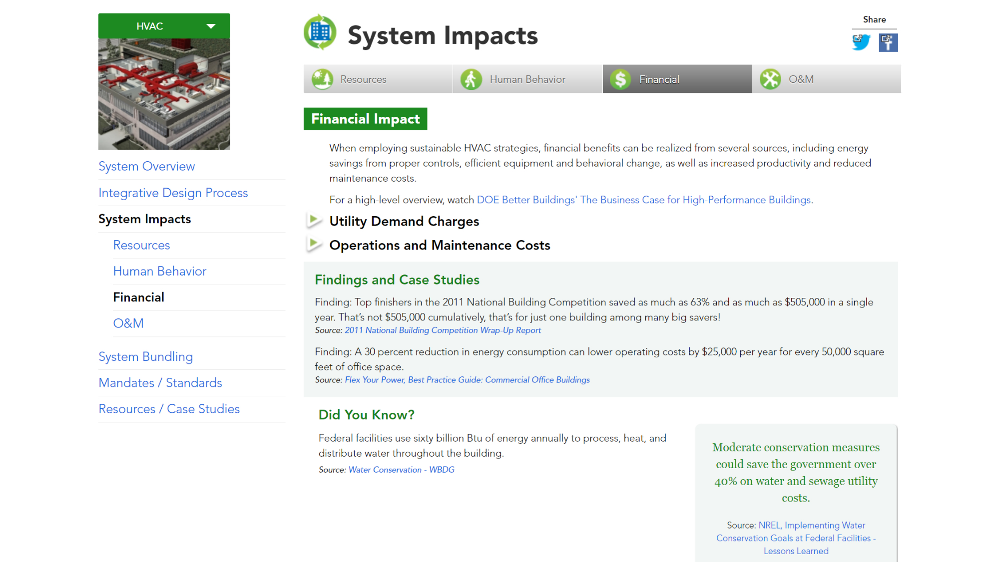 HVAC
System Overview
Integrative Design Process
System Impacts
Resources
Human Behavior
Financial
O&M
System Bundling
Mandates / Standards
Resources / Case Studies
System Impacts
Share
Resources
Human Behavior
Financial
O&M
Financial Impact
When employing sustainable HVAC strategies, financial benefits can be realized from several sources, including energy
savings from proper controls, efficient equipment and behavioral change, as well as increased productivity and reduced
maintenance costs.
For a high-level overview, watch DOE Better Buildings' The Business Case for High-Performance Buildings.
Utility Demand Charges
Operations and Maintenance Costs
Findings and Case Studies
Finding: Top finishers in the 2011 National Building Competition saved as much as 63% and as much as $505,000 in a single
year. That’s not $505,000 cumulatively, that’s for just one building among many big savers!
Source: 2011 National Building Competition Wrap-Up Report
Finding: A 30 percent reduction in energy consumption can lower operating costs by $25,000 per year for every 50,000 square
feet of office space.
Source: Flex Your Power, Best Practice Guide: Commercial Office Buildings
Did You Know?
Federal facilities use sixty billion Btu of energy annually to process, heat, and
distribute water throughout the building.
Source: Water Conservation - WBDG
Moderate conservation measures
could save the government over
40% on water and sewage utility
costs.
Source: NREL, Implementing Water
Conservation Goals at Federal Facilities -
Lessons Learned